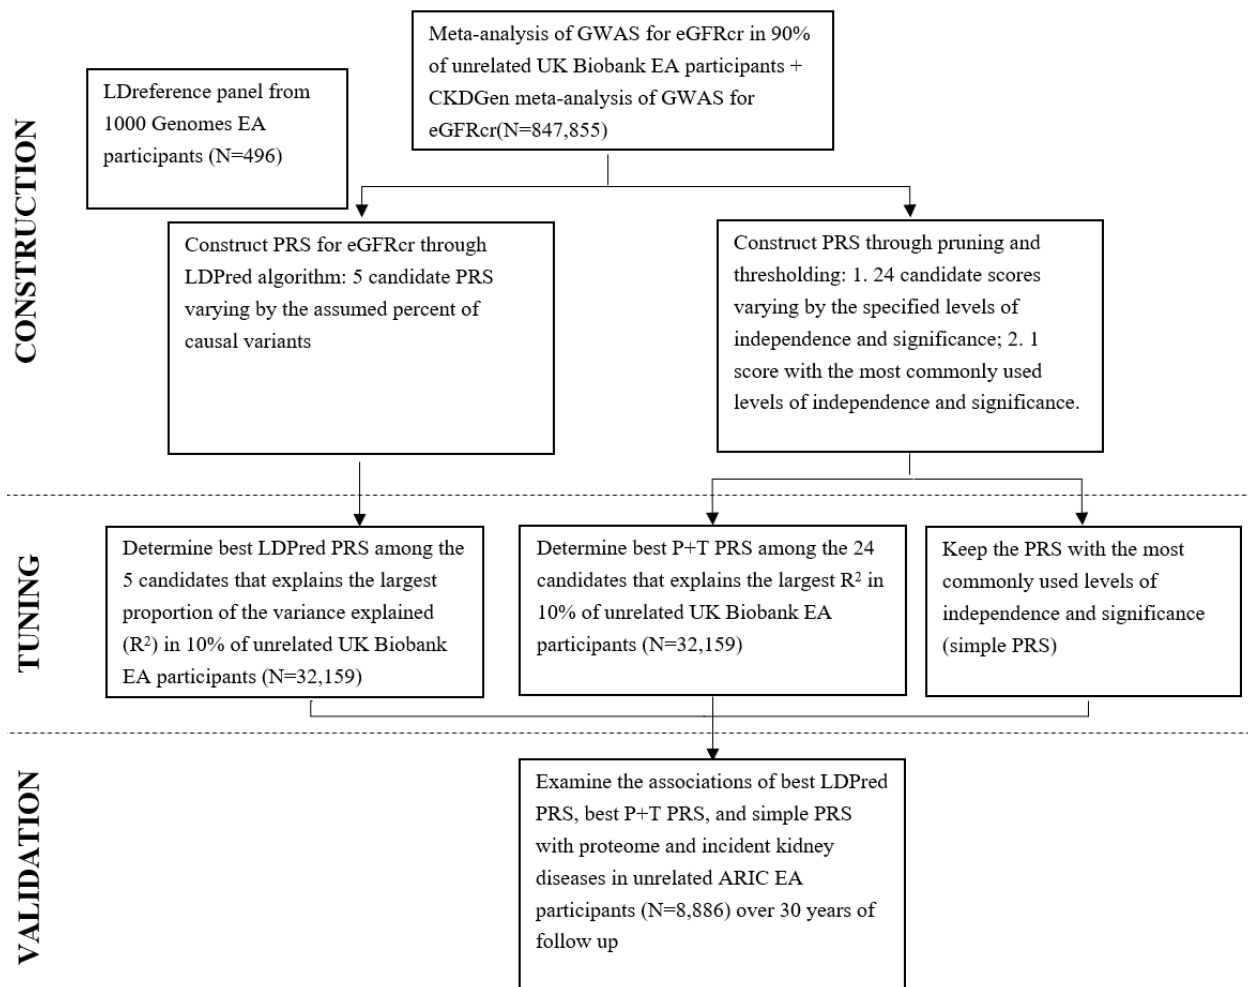 CONSTRUCTION
LDreference panel from
1000 Genomes EA
participants (N=496)
Meta-analysis of GWAS for eGFRcr in 90%
of unrelated UK Biobank EA participants +
CKDGen meta-analysis of GWAS for
eGFRcr(N=847,855)
Construct PRS for eGFRcr through
LDPred algorithm: 5 candidate PRS
varying by the assumed percent of
causal variants
Construct PRS through pruning and
thresholding: 1. 24 candidate scores
varying by the specified levels of
independence and significance; 2. 1
score with the most commonly used
levels of independence and significance.
TUNING
Determine best LDPred PRS among the
5 candidates that explains the largest
proportion of the variance explained
(R²) in 10% of unrelated UK Biobank
EA participants (N=32,159)
Determine best P+T PRS among the 24
candidates that explains the largest R² in
10% of unrelated UK Biobank EA
participants (N=32,159)
Keep the PRS with the most
commonly used levels of
independence and significance
(simple PRS)
VALIDATION
Examine the associations of best LDPred
PRS, best P+T PRS, and simple PRS
with proteome and incident kidney
diseases in unrelated ARIC EA
participants (N=8,886) over 30 years of
follow up